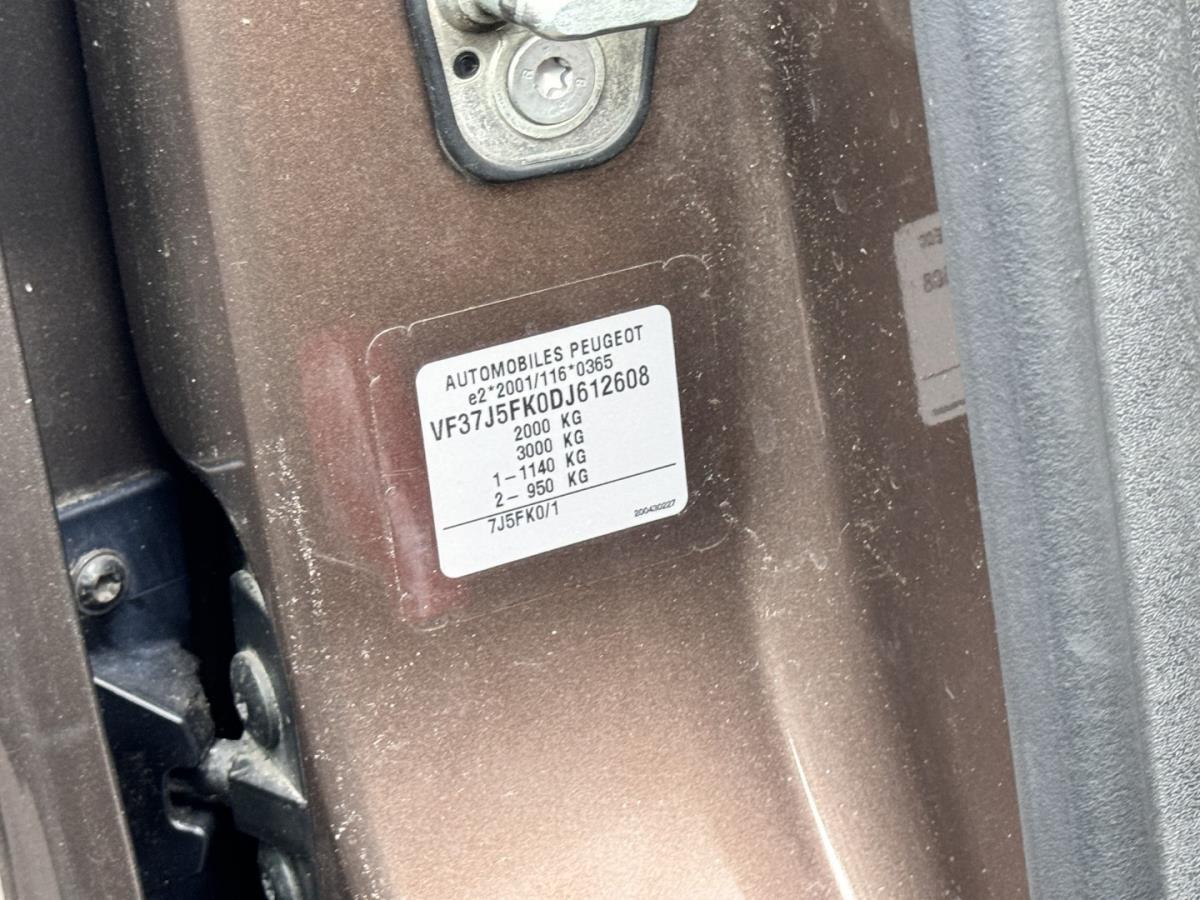 AUTOMOBILES PEUGEOT
e2*2001/116*0365
VF37J5FK0DJ612608
2000 KG
3000 KG
1-1140 KG
2- 950 KG
7J5FK0/1
200430227